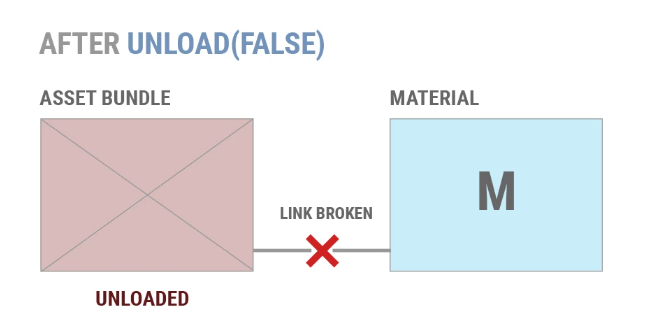 AFTER UNLOAD(FALSE)
ASSET BUNDLE
MATERIAL
M
LINK BROKEN
UNLOADED